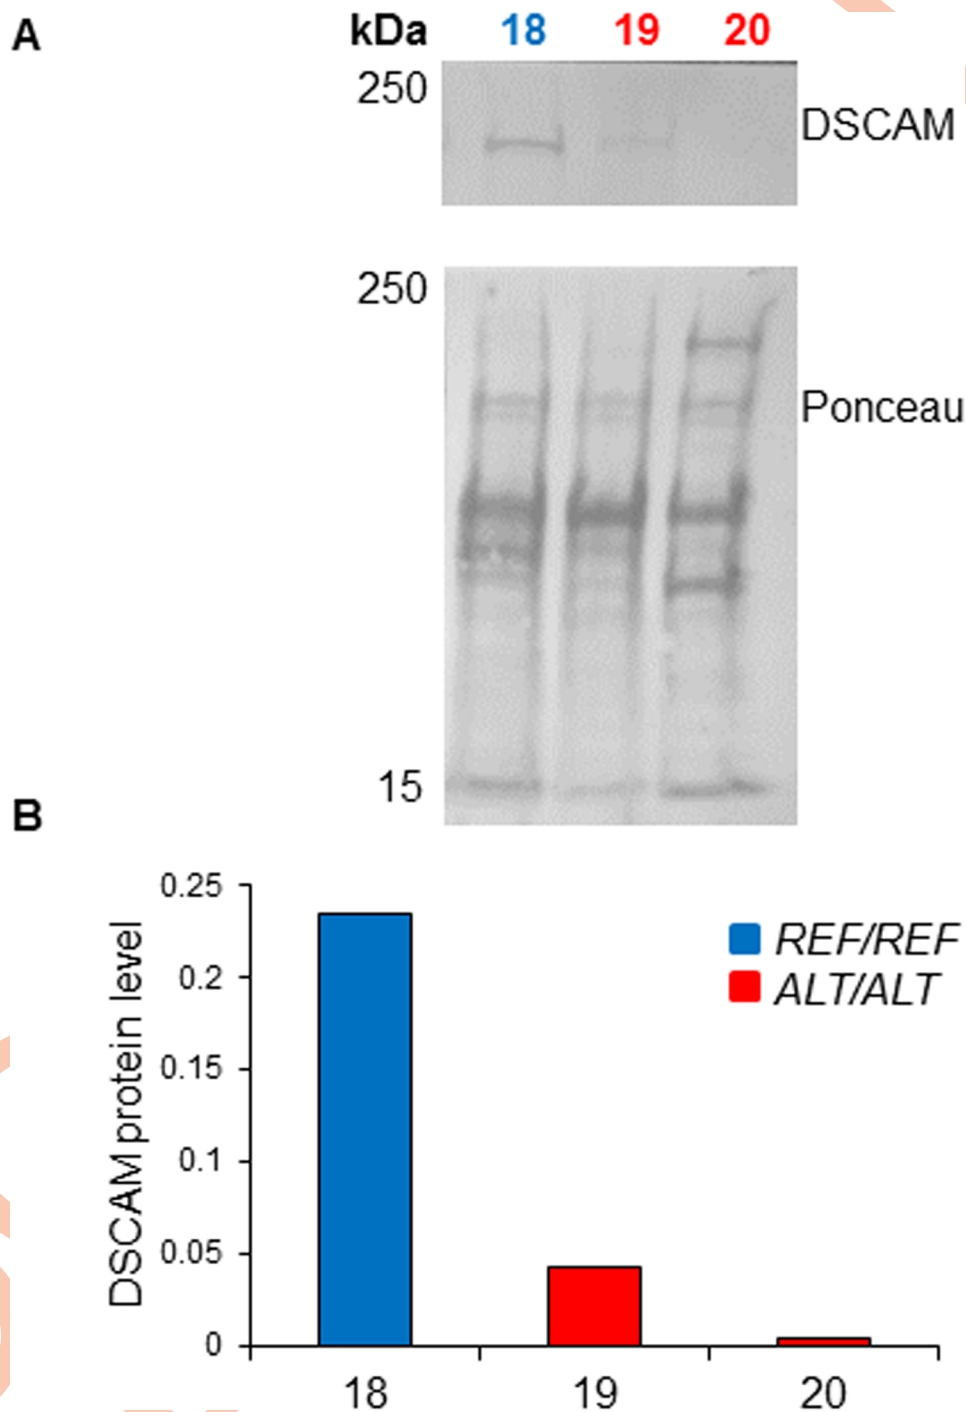 A
kDa 18 19 20
250
DSCAM
250
Ponceau
15
B
0.25
0.2
0.15
0.1
0.05
0
DSCAM protein level
REF/REF
ALT/ALT
18 19 20